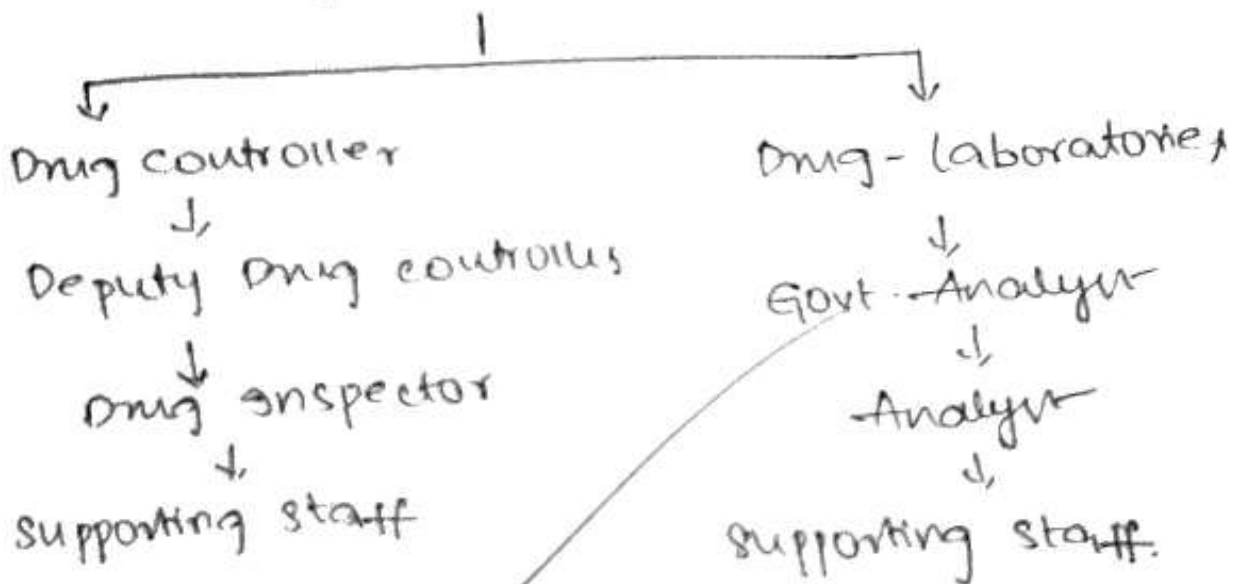 Drug controller
Drug - laboratories
Deputy Drug controllers
Govt. Analyst
Drug Inspector
Analyst
supporting staff
supporting staff.